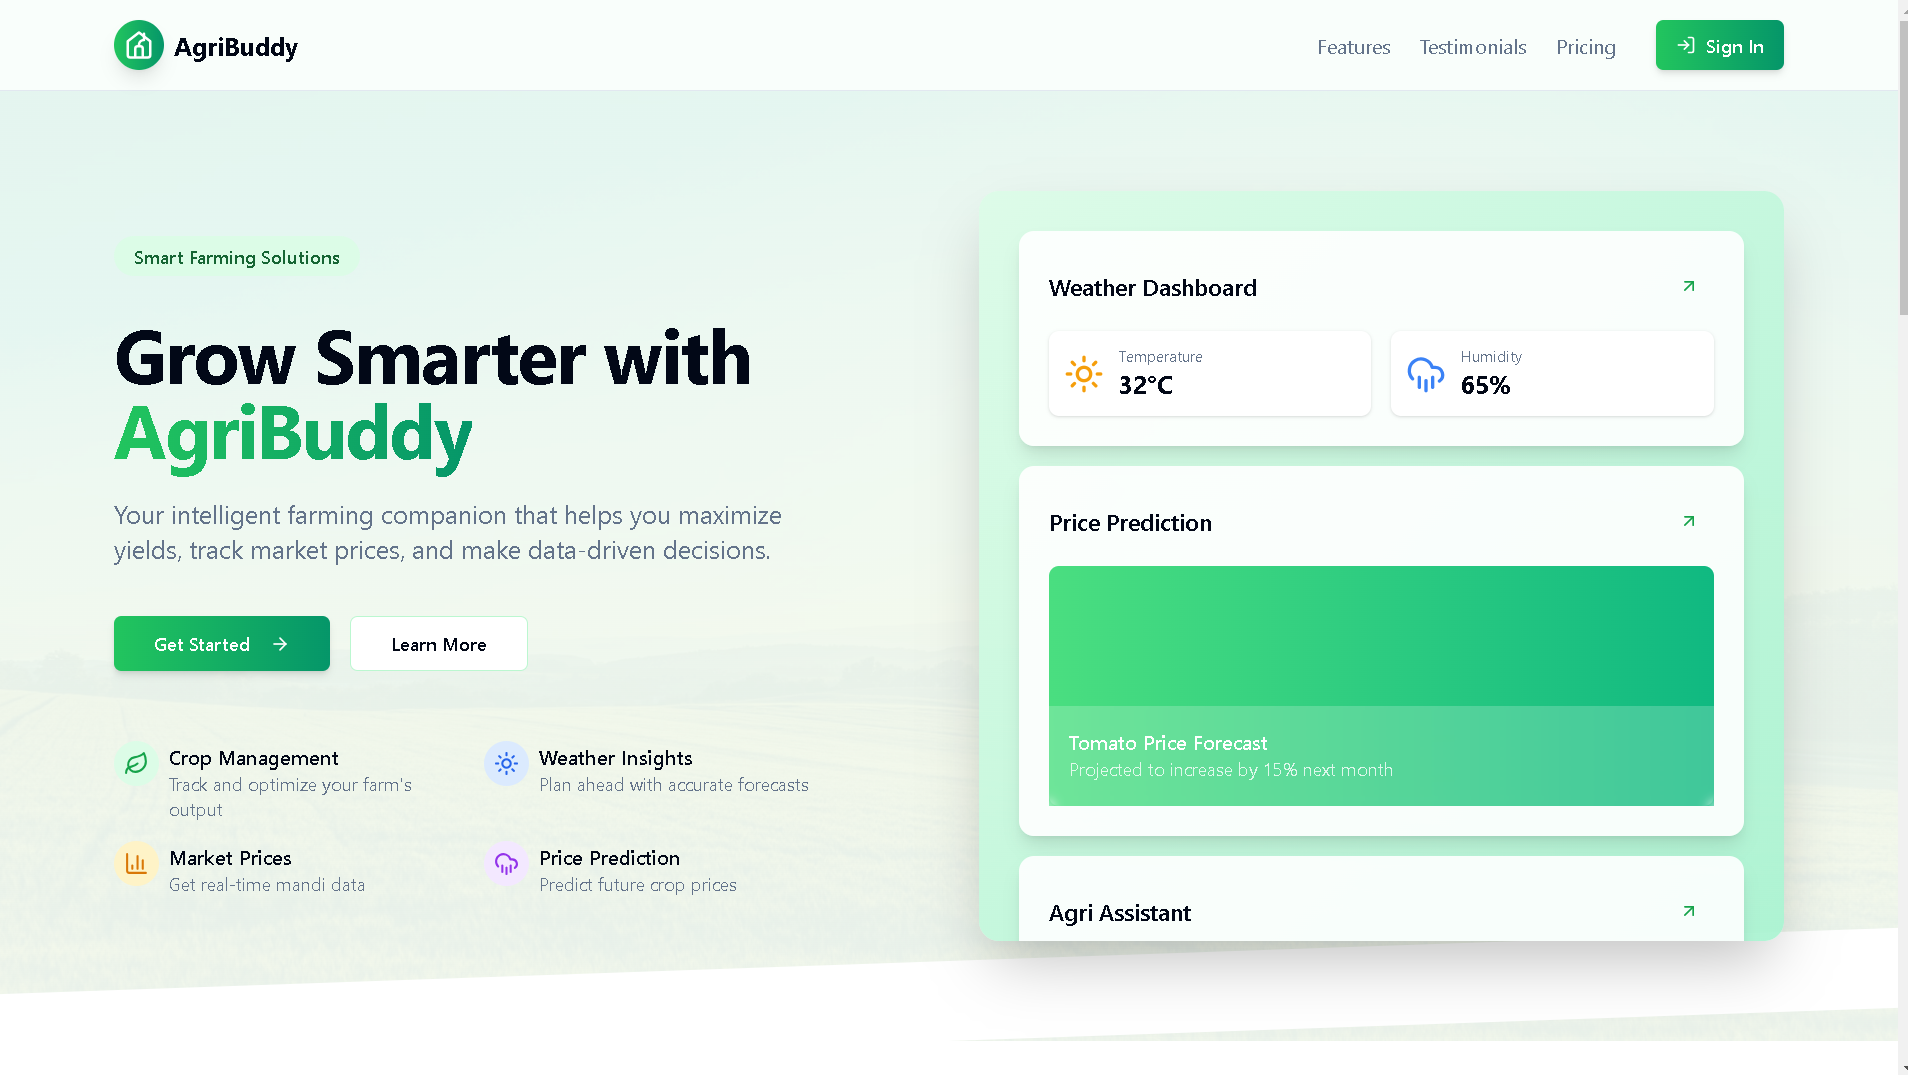 AgriBuddy
Features
Testimonials
Pricing
Sign In
Smart Farming Solutions
Grow Smarter with
AgriBuddy
Your intelligent farming companion that helps you maximize
yields, track market prices, and make data-driven decisions.
Get Started
Learn More
Crop Management
Track and optimize your farm's
output
Weather Insights
Plan ahead with accurate forecasts
Market Prices
Get real-time mandi data
Price Prediction
Predict future crop prices
Weather Dashboard
Temperature
32°C
Humidity
65%
Price Prediction
Tomato Price Forecast
Projected to increase by 15% next month
Agri Assistant